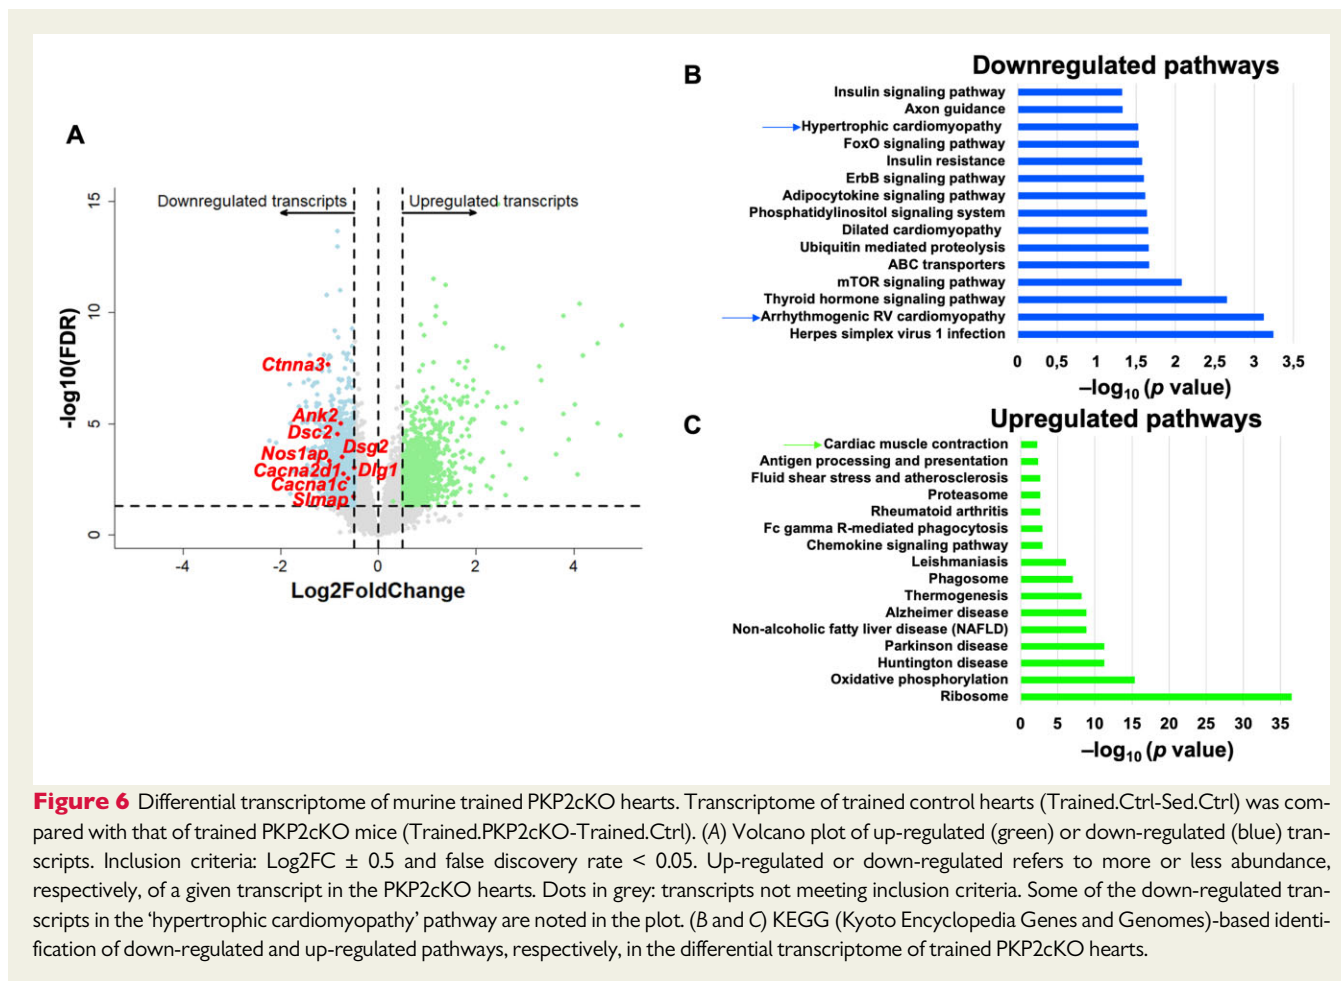 A
15
10
5
0
-log10(FDR)
Downregulated transcripts
Upregulated transcripts
Ctnna3
Ank2
Dsc2
Dsg2
Nos1ap
Cacna2d1
Dlg1
Cacna1c
Slmap
-4 -2 0 2 4
Log2FoldChange
B
Downregulated pathways
Insulin signaling pathway
Axon guidance
Hypertrophic cardiomyopathy
FoxO signaling pathway
Insulin resistance
ErbB signaling pathway
Adipocytokine signaling pathway
Phosphatidylinositol signaling system
Dilated cardiomyopathy
Ubiquitin mediated proteolysis
ABC transporters
mTOR signaling pathway
Thyroid hormone signaling pathway
Arrhythmogenic RV cardiomyopathy
Herpes simplex virus 1 infection
0 0,5 1 1,5 2 2,5 3 3,5
–log10 (p value)
C
Upregulated pathways
Cardiac muscle contraction
Antigen processing and presentation
Fluid shear stress and atherosclerosis
Proteasome
Rheumatoid arthritis
Fc gamma R-mediated phagocytosis
Chemokine signaling pathway
Leishmaniasis
Phagosome
Thermogenesis
Alzheimer disease
Non-alcoholic fatty liver disease (NAFLD)
Parkinson disease
Huntington disease
Oxidative phosphorylation
Ribosome
0 5 10 15 20 25 30 35
–log10 (p value)
Figure 6 Differential transcriptome of murine trained PKP2cKO hearts. Transcriptome of trained control hearts (Trained.Ctrl-Sed.Ctrl) was com-
pared with that of trained PKP2cKO mice (Trained.PKP2cKO-Trained.Ctrl). (A) Volcano plot of up-regulated (green) or down-regulated (blue) tran-
scripts. Inclusion criteria: Log2FC ± 0.5 and false discovery rate < 0.05. Up-regulated or down-regulated refers to more or less abundance,
respectively, of a given transcript in the PKP2cKO hearts. Dots in grey: transcripts not meeting inclusion criteria. Some of the down-regulated tran-
scripts in the ‘hypertrophic cardiomyopathy’ pathway are noted in the plot. (B and C) KEGG (Kyoto Encyclopedia Genes and Genomes)-based identi-
fication of down-regulated and up-regulated pathways, respectively, in the differential transcriptome of trained PKP2cKO hearts.